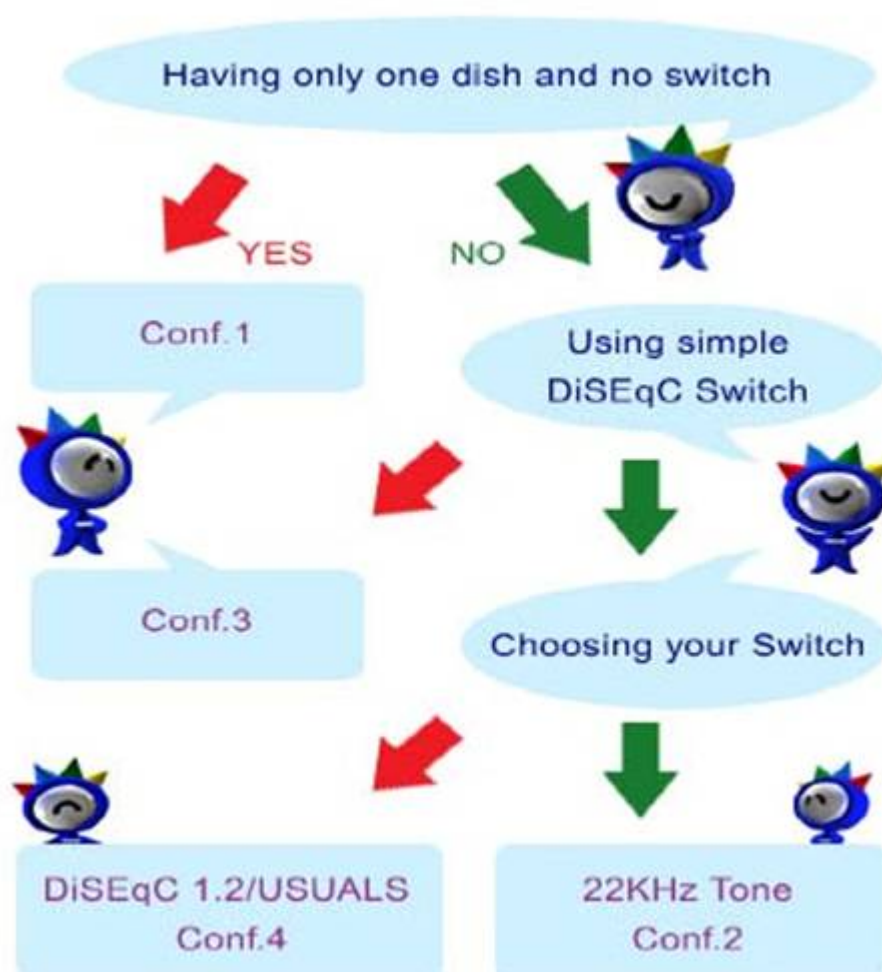 Having only one dish and no switch
YES
NO
Conf.1
Using simple
DiSEqC Switch
Conf.3
Choosing your Switch
DiSEqC 1.2/USUALS
Conf.4
22KHz Tone
Conf.2